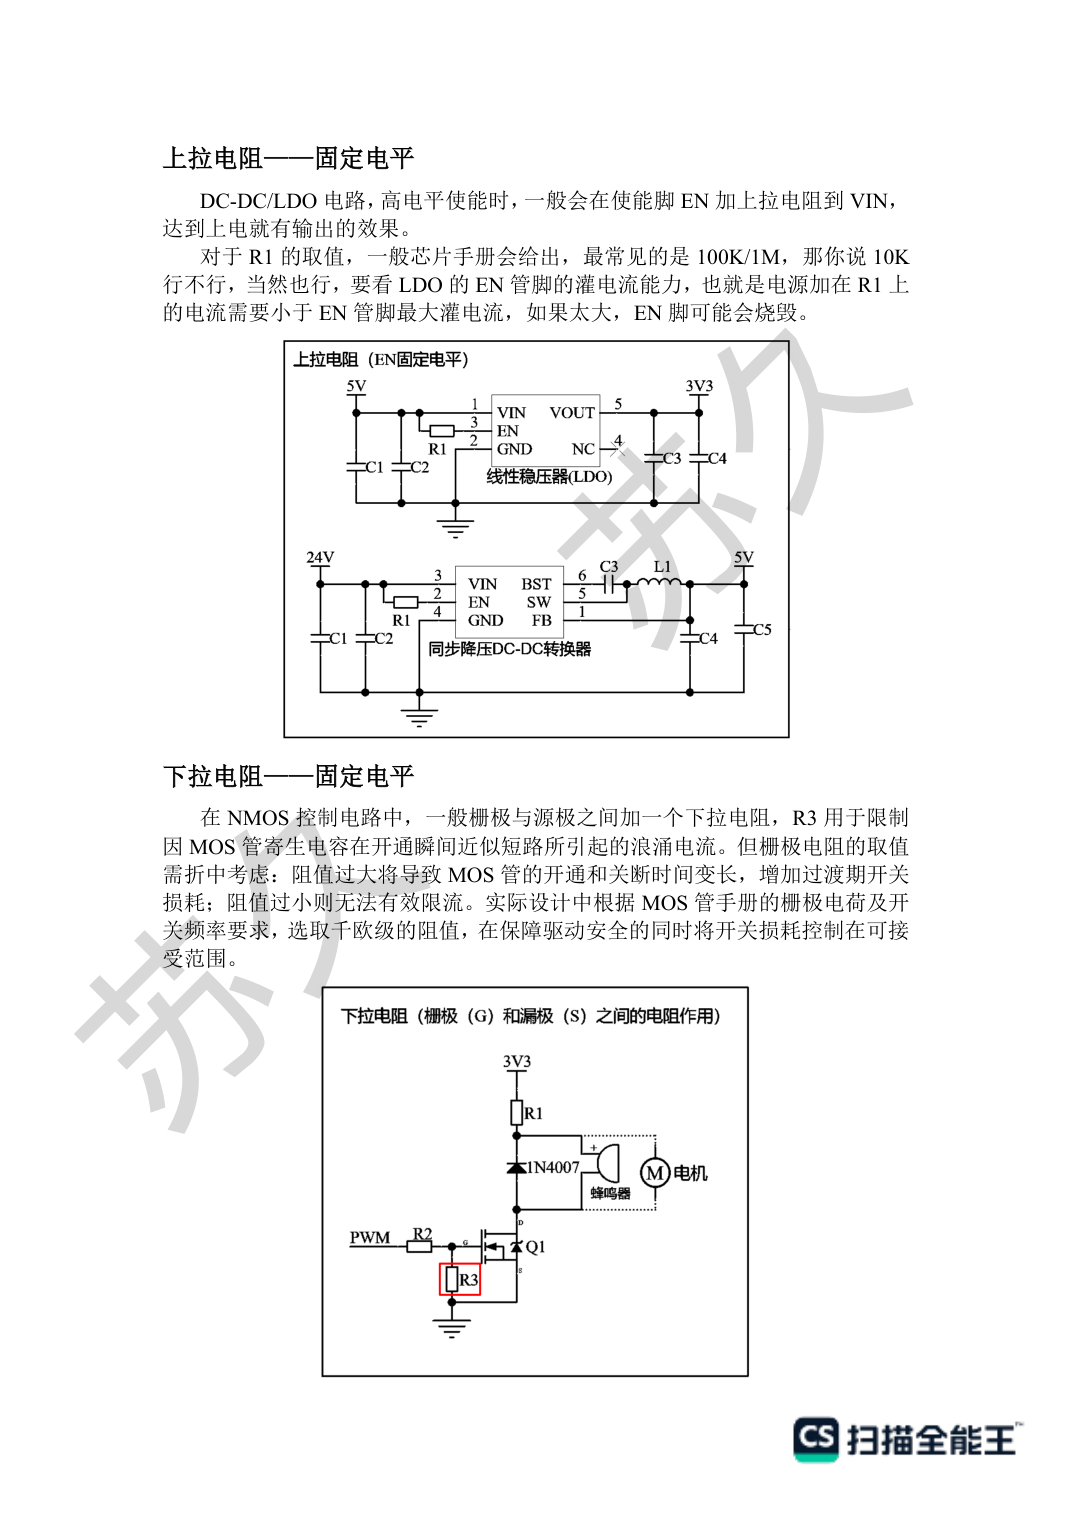 上拉电阻——固定电平
DC-DC/LDO 电路，高电平使能时，一般会在使能脚 EN 加上拉电阻到 VIN，
达到上电就有输出的效果。
对于 R1 的取值，一般芯片手册会给出，最常见的是 100K/1M，那你说 10K
行不行，当然也行，要看 LDO 的 EN 管脚的灌电流能力，也就是电源加在 R1 上
的电流需要小于 EN 管脚最大灌电流，如果太大，EN 脚可能会烧毁。
上拉电阻（EN固定电平）
5V
3V3
1 VIN VOUT 5
3 EN
R1 2 GND NC 4
C1 C2 C3 C4
线性稳压器(LDO)
24V
5V
C3 L1
3 VIN BST 6
2 EN SW 5
R1 4 GND FB 1
C1 C2 C4 C5
同步降压DC-DC转换器
下拉电阻——固定电平
在 NMOS 控制电路中，一般栅极与源极之间加一个下拉电阻，R3 用于限制
因 MOS 管寄生电容在开通瞬间近似短路所引起的浪涌电流。但栅极电阻的取值
需折中考虑：阻值过大将导致 MOS 管的开通和关断时间变长，增加过渡期开关
损耗；阻值过小则无法有效限流。实际设计中根据 MOS 管手册的栅极电荷及开
关频率要求，选取千欧级的阻值，在保障驱动安全的同时将开关损耗控制在可接
受范围。
下拉电阻（栅极（G）和漏极（S）之间的电阻作用）
3V3
R1
+
1N4007
M 电机
蜂鸣器
D
PWM R2
G
Q1
S
R3
苏久
苏久
CS 扫描全能王™